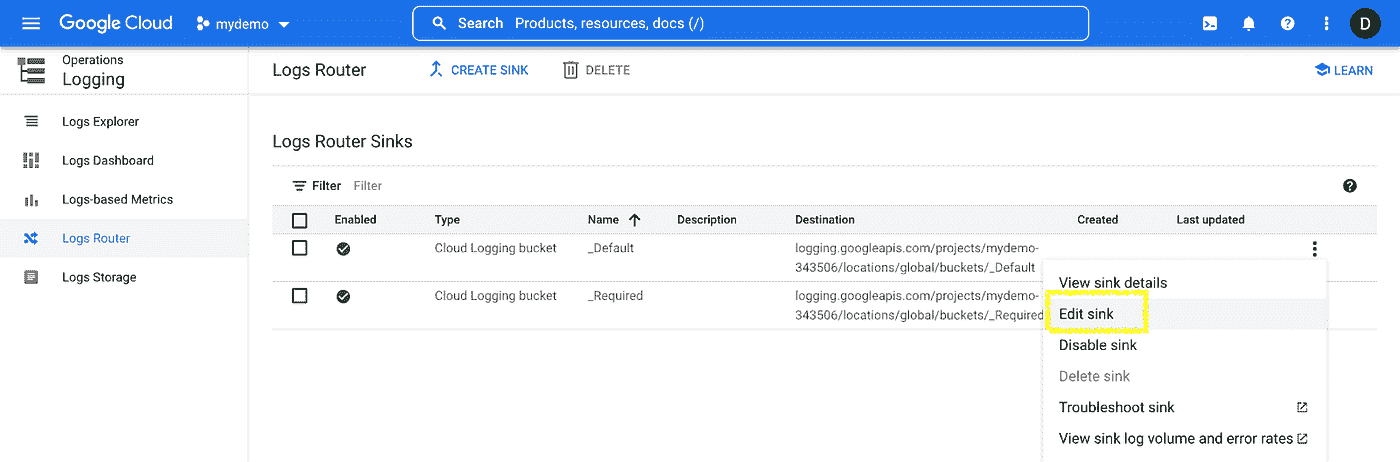 Google Cloud mydemo Search Products, resources, docs (/) D
Operations
Logging
Logs Router CREATE SINK DELETE LEARN
Logs Explorer
Logs Dashboard
Logs-based Metrics
Logs Router
Logs Storage
Logs Router Sinks
Filter Filter
Enabled Type Name Description Destination Created Last updated
Cloud Logging bucket _Default logging.googleapis.com/projects/mydemo-
343506/locations/global/buckets/_Default
Cloud Logging bucket _Required logging.googleapis.com/projects/mydemo-
343506/locations/global/buckets/_Required
View sink details
Edit sink
Disable sink
Delete sink
Troubleshoot sink
View sink log volume and error rates